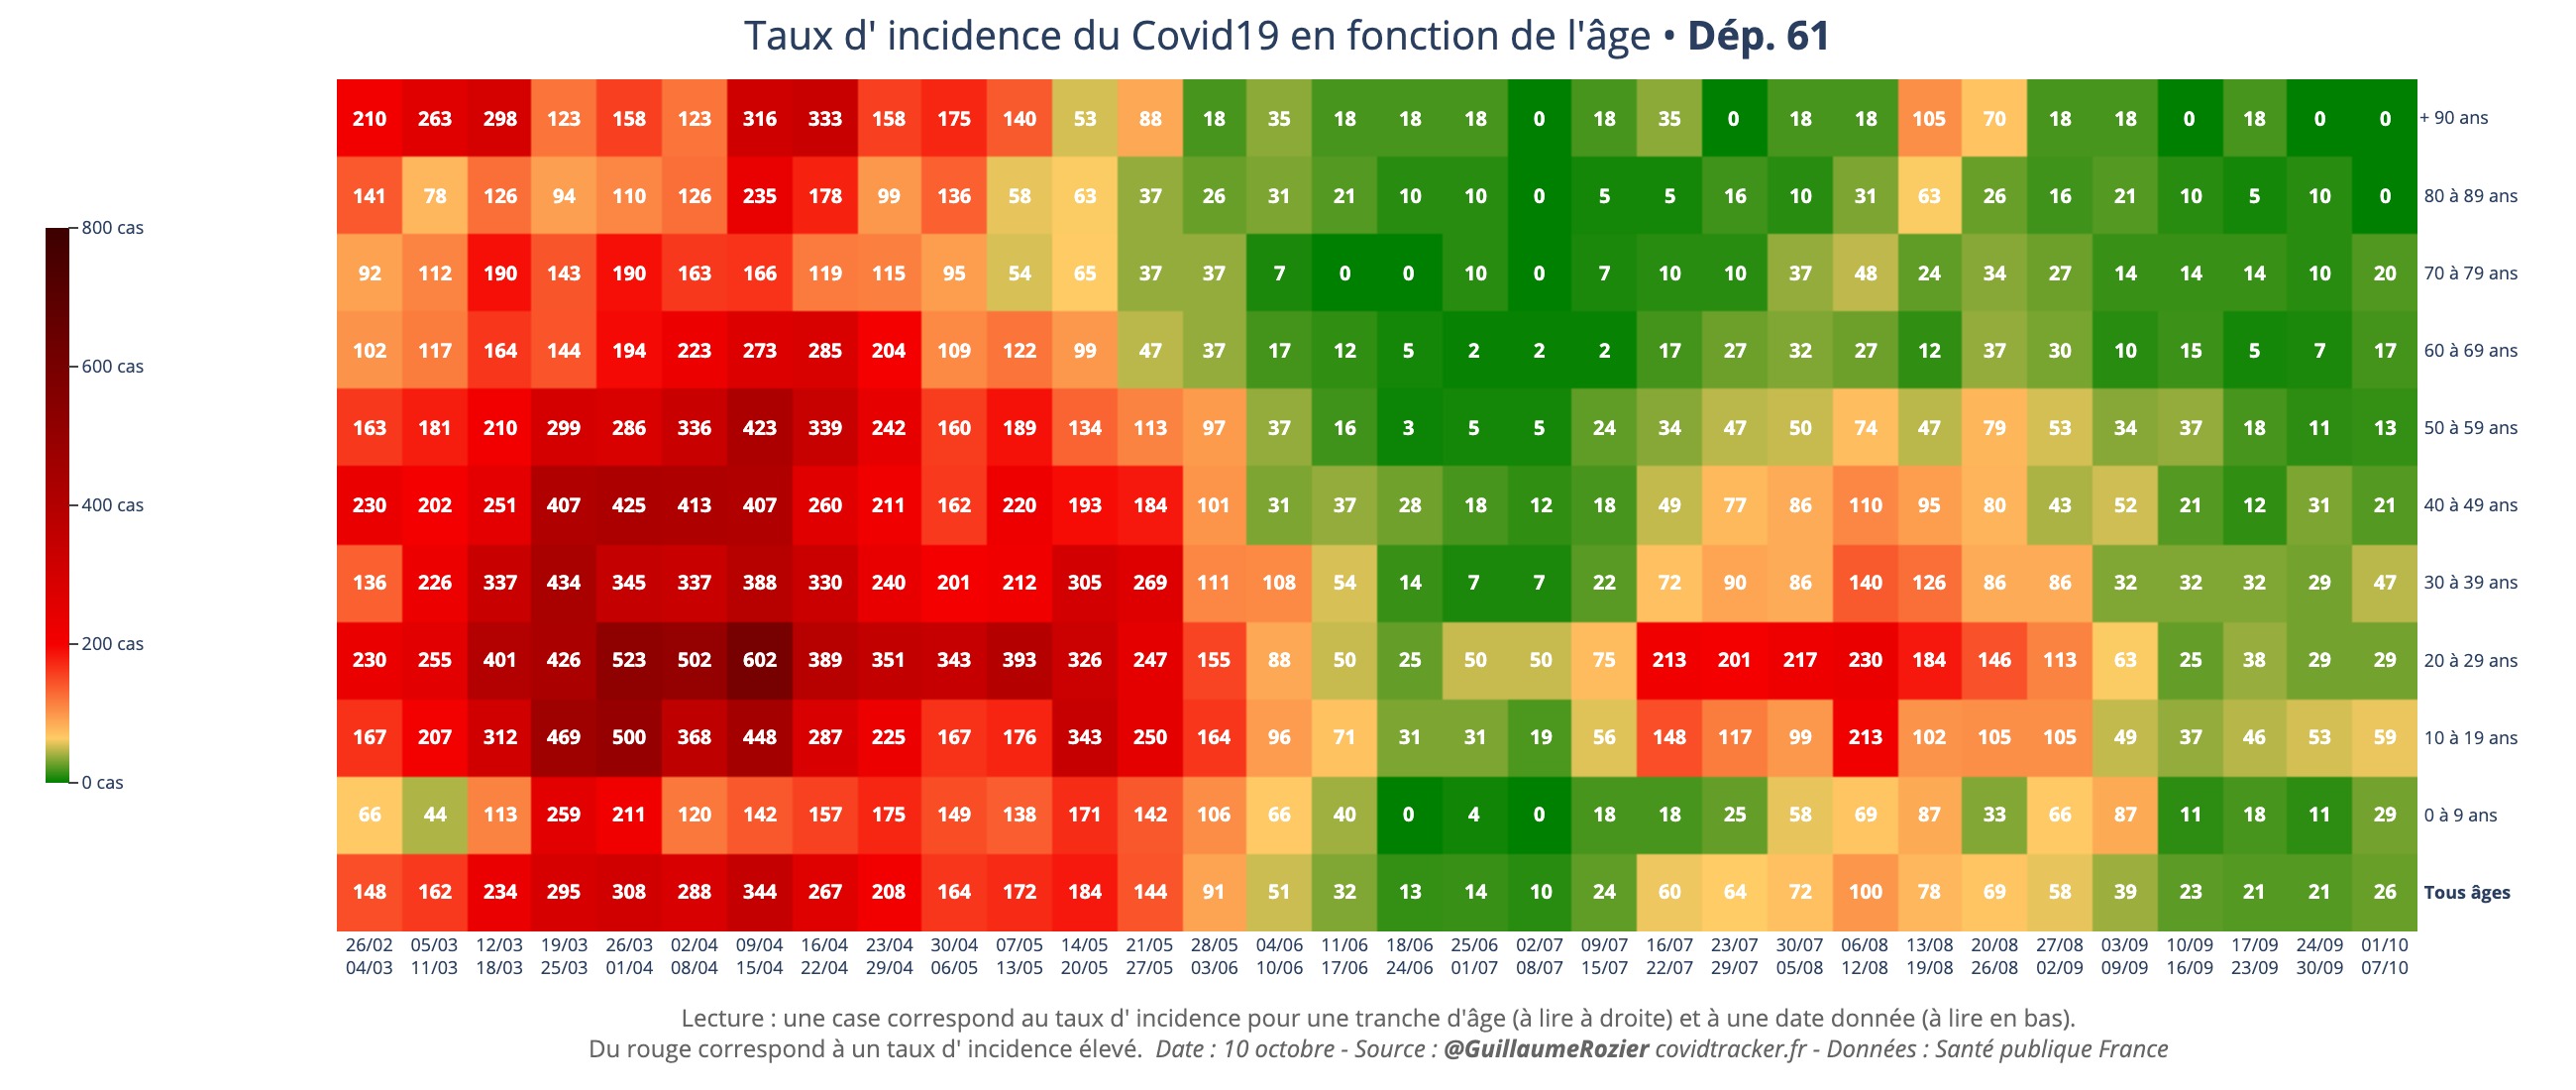 Taux d' incidence du Covid19 en fonction de l'âge • Dép. 61
800 cas
600 cas
400 cas
200 cas
0 cas
210 263 298 123 158 123 316 333 158 175 140 53 88 18 35 18 18 18 0 18 35 0 18 18 105 70 18 18 0 18 0 0 + 90 ans
141 78 126 94 110 126 235 178 99 136 58 63 37 26 31 21 10 10 0 5 5 16 10 31 63 26 16 21 10 5 10 0 80 à 89 ans
92 112 190 143 190 163 166 119 115 95 54 65 37 37 7 0 0 10 0 7 10 10 37 48 24 34 27 14 14 14 10 20 70 à 79 ans
102 117 164 144 194 223 273 285 204 109 122 99 47 37 17 12 5 2 2 2 17 27 32 27 12 37 30 10 15 5 7 17 60 à 69 ans
163 181 210 299 286 336 423 339 242 160 189 134 113 97 37 16 3 5 5 24 34 47 50 74 47 79 53 34 37 18 11 13 50 à 59 ans
230 202 251 407 425 413 407 260 211 162 220 193 184 101 31 37 28 18 12 18 49 77 86 110 95 80 43 52 21 12 31 21 40 à 49 ans
136 226 337 434 345 337 388 330 240 201 212 305 269 111 108 54 14 7 7 22 72 90 86 140 126 86 86 32 32 32 29 47 30 à 39 ans
230 255 401 426 523 502 602 389 351 343 393 326 247 155 88 50 25 50 50 75 213 201 217 230 184 146 113 63 25 38 29 29 20 à 29 ans
167 207 312 469 500 368 448 287 225 167 176 343 250 164 96 71 31 31 19 56 148 117 99 213 102 105 105 49 37 46 53 59 10 à 19 ans
66 44 113 259 211 120 142 157 175 149 138 171 142 106 66 40 0 4 0 18 18 25 58 69 87 33 66 87 11 18 11 29 0 à 9 ans
148 162 234 295 308 288 344 267 208 164 172 184 144 91 51 32 13 14 10 24 60 64 72 100 78 69 58 39 23 21 21 26 Tous âges
26/02 05/03 12/03 19/03 26/03 02/04 09/04 16/04 23/04 30/04 07/05 14/05 21/05 28/05 04/06 11/06 18/06 25/06 02/07 09/07 16/07 23/07 30/07 06/08 13/08 20/08 27/08 03/09 10/09 17/09 24/09 01/10
04/03 11/03 18/03 25/03 01/04 08/04 15/04 22/04 29/04 06/05 13/05 20/05 27/05 03/06 10/06 17/06 24/06 01/07 08/07 15/07 22/07 29/07 05/08 12/08 19/08 26/08 02/09 09/09 16/09 23/09 30/09 07/10
Lecture : une case correspond au taux d' incidence pour une tranche d'âge (à lire à droite) et à une date donnée (à lire en bas).
Du rouge correspond à un taux d' incidence élevé. Date : 10 octobre - Source : @GuillaumeRozier covidtracker.fr - Données : Santé publique France